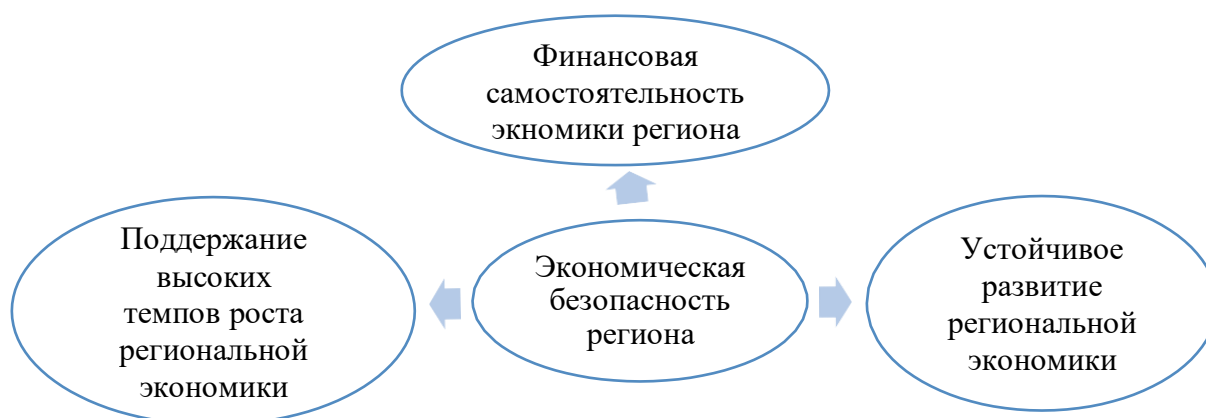 Финансовая
самостоятельность
экномики региона
Поддержание
высоких
темпов роста
региональной
экономики
Экономическая
безопасность
региона
Устойчивое
развитие
региональной
экономики